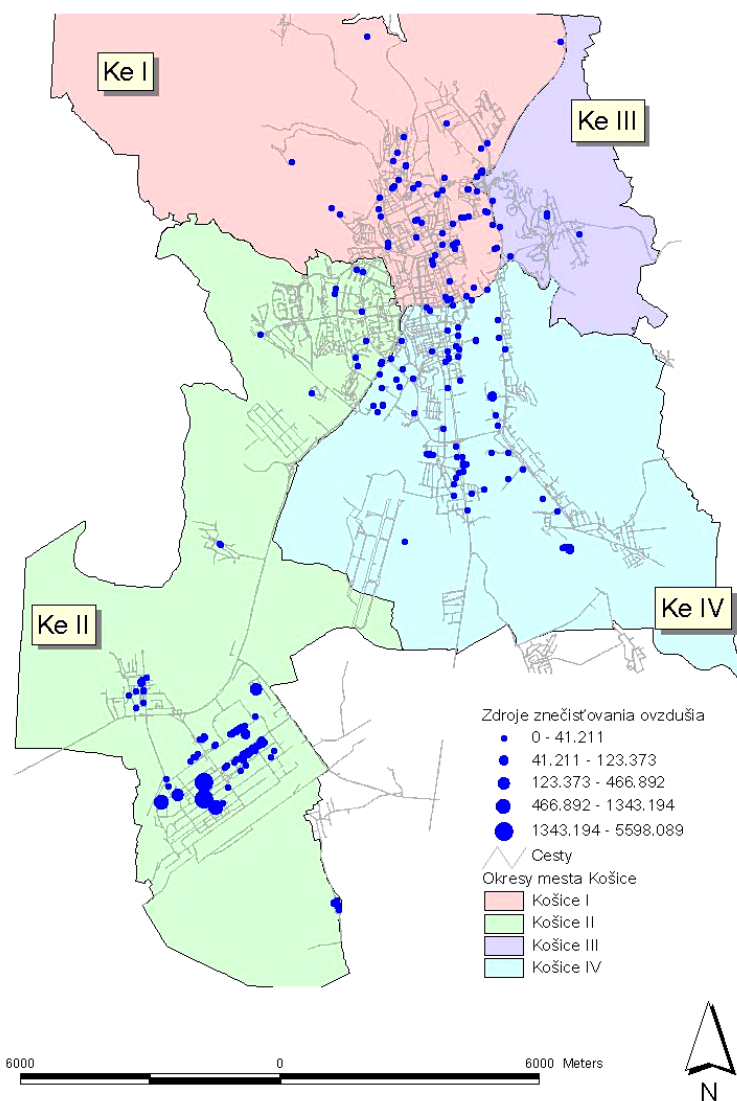 Ke I
Ke III
Ke II
Ke IV
Zdroje znečisťovania ovzdušia
0 - 41.211
41.211 - 123.373
123.373 - 466.892
466.892 - 1343.194
1343.194 - 5598.089
Cesty
Okresy mesta Košice
Košice I
Košice II
Košice III
Košice IV
6000 0 6000 Meters
N